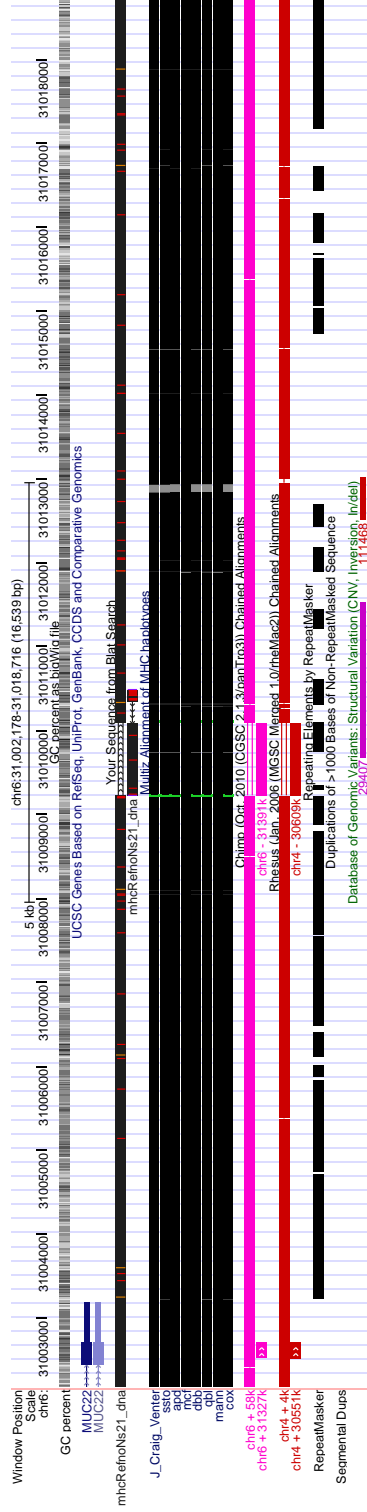 Window Position chr6:31,002,178-31,018,716 (16,539 bp)
Scale 5 kb
chr6: 31003000| 31004000| 31005000| 31006000| 31007000| 31008000| 31009000| 31010000| 31011000| 31012000| 31013000| 31014000| 31015000| 31016000| 31017000| 31018000|
GC percent as bioWiO file
GC percent
UCSC Genes Based on RefSeq, UniProt, GenBank, CCDS and Comparative Genomics
MUC22
MUC22
Your Sequence from Blat Search
mhcRefnoNs21_dna
mhcRefnoNs21_dna
Multiz Alignment of MHC haplotypes
J_Craig_Venter
ssto
apd
mcf
dbb
qbl
mann
cox
Chimp (Oct. 2010 (CGSC 2.1.3/panTro3)) Chained Alignments
chr6 + 58k
chr6 + 31327k chr6 - 31391k
Rhesus (Jan. 2006 (MGSC Merged 1.0/rheMac2)) Chained Alignments
chr4 + 4k
chr4 + 30551k chr4 - 30609k
Repeating Elements by RepeatMasker
RepeatMasker
Duplications of >1000 Bases of Non-RepeatMasked Sequence
Segmental Dups
Database of Genomic Variants: Structural Variation (CNV, Inversion, In/del)
29407 111468